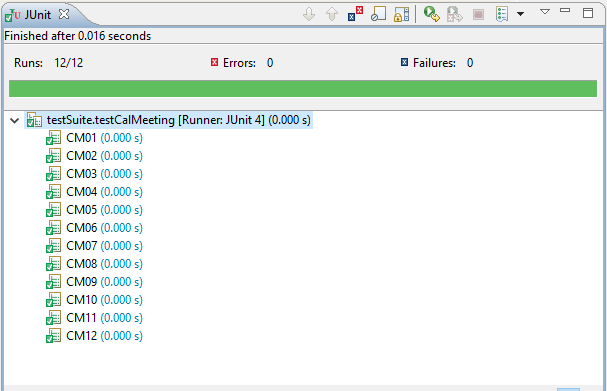 JUnit
Finished after 0.016 seconds
Runs: 12/12 Errors: 0 Failures: 0
testSuite.testCalMeeting [Runner: JUnit 4] (0.000 s)
CM01 (0.000 s)
CM02 (0.000 s)
CM03 (0.000 s)
CM04 (0.000 s)
CM05 (0.000 s)
CM06 (0.000 s)
CM07 (0.000 s)
CM08 (0.000 s)
CM09 (0.000 s)
CM10 (0.000 s)
CM11 (0.000 s)
CM12 (0.000 s)